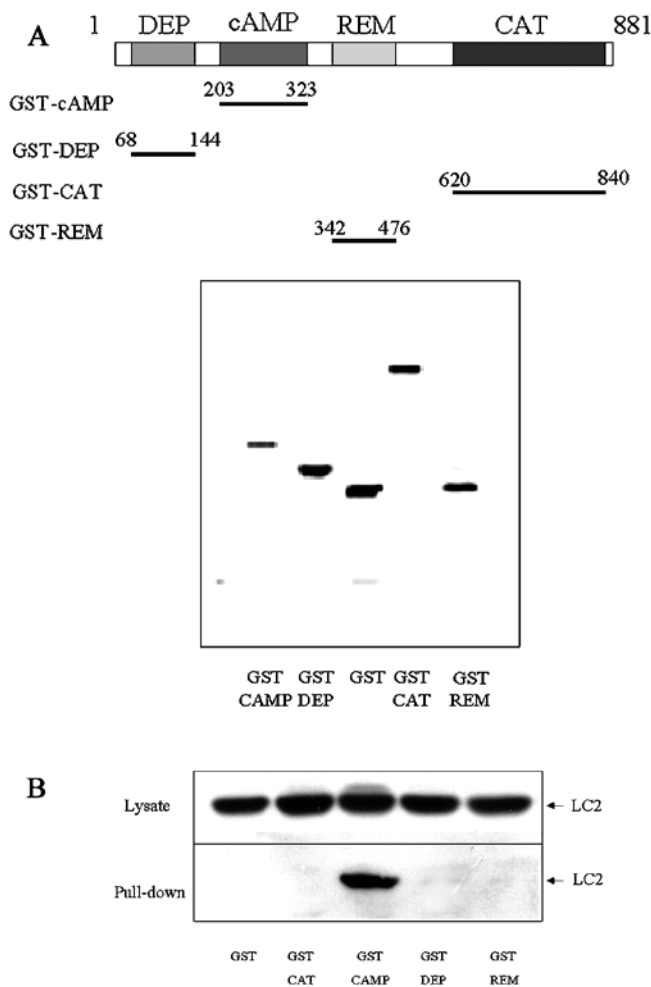 A 1 DEP cAMP REM CAT 881
203 323
GST-cAMP
68 144
GST-DEP
620 840
GST-CAT
342 476
GST-REM
GST GST GST GST GST
CAMP DEP CAT REM
B
Lysate ← LC2
Pull-down ← LC2
GST GST GST GST GST
CAT CAMP DEP REM